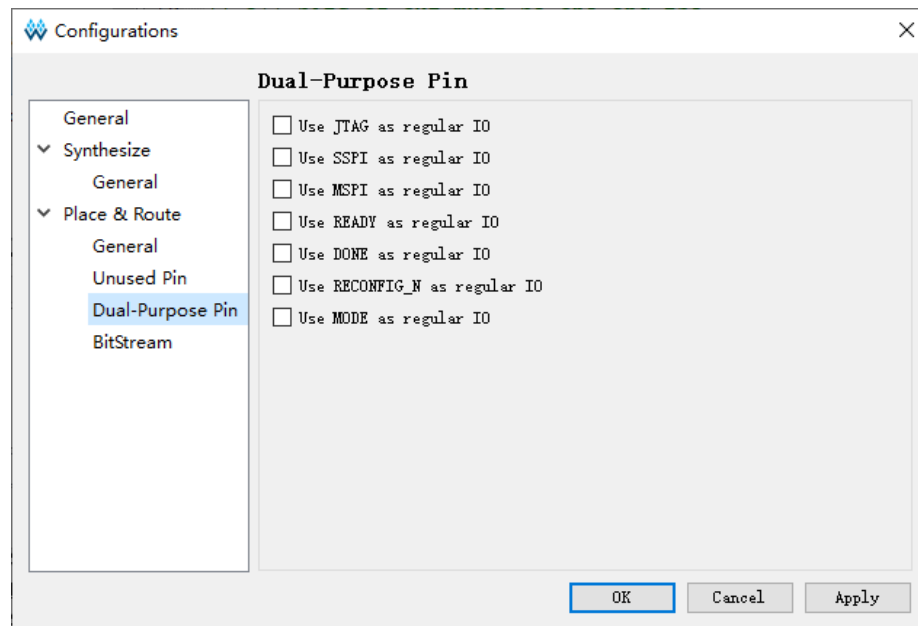 Configurations
Dual-Purpose Pin
General
Synthesize
General
Place & Route
General
Unused Pin
Dual-Purpose Pin
BitStream
Use JTAG as regular IO
Use SSPI as regular IO
Use MSPI as regular IO
Use READY as regular IO
Use DONE as regular IO
Use RECONFIG_N as regular IO
Use MODE as regular IO
OK
Cancel
Apply